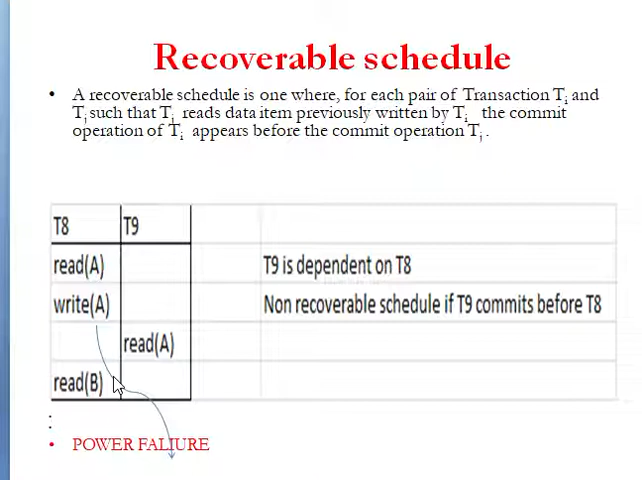 Recoverable schedule
• A recoverable schedule is one where, for each pair of Transaction Ti and
Tj such that Tj reads data item previously written by Ti the commit
operation of Ti appears before the commit operation Tj .
T8 T9
read(A) T9 is dependent on T8
write(A) Non recoverable schedule if T9 commits before T8
read(A)
read(B)
:
• POWER FALIURE